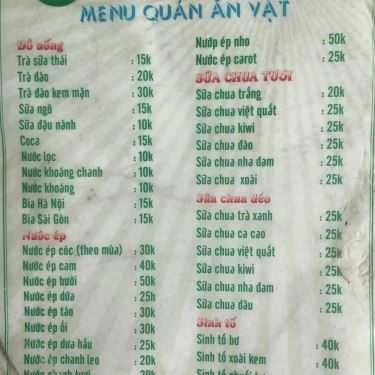 MENU QUÁN ĂN VẶT
Đồ uống
Trà sữa thái : 15k
Trà đào : 20k
Trà đào kem mặn : 30k
Sữa ngô : 15k
Sữa đậu nành : 10k
Coca : 15k
Nước lọc : 10k
Nước khoáng chanh : 10k
Nước khoáng : 10k
Bia Hà Nội : 15k
Bia Sài Gòn : 15k
Nước ép
Nước ép cóc (theo mùa) : 30k
Nước ép cam : 40k
Nước ép bưởi : 50k
Nước ép dứa : 25k
Nước ép táo : 30k
Nước ép ổi : 30k
Nước ép dưa hấu : 25k
Nước ép chanh leo : 20k
Nướp ép nho : 50k
Nước ép carot : 25k
SỮA CHUA TƯƠI
Sữa chua trắng : 20k
Sữa chua việt quất : 25k
Sữa chua kiwi : 25k
Sữa chua đào : 25k
Sữa chua nha đam : 25k
Sữa chua xoài : 25k
Sữa chua dẻo
Sữa chua trà xanh : 25k
Sữa chua ca cao : 25k
Sữa chua việt quất : 25k
Sữa chua kiwi : 25k
Sữa chua nha đam : 25k
Sữa chua dâu : 25k
Sinh tố
Sinh tố bơ : 40k
Sinh tố xoài kem : 40k